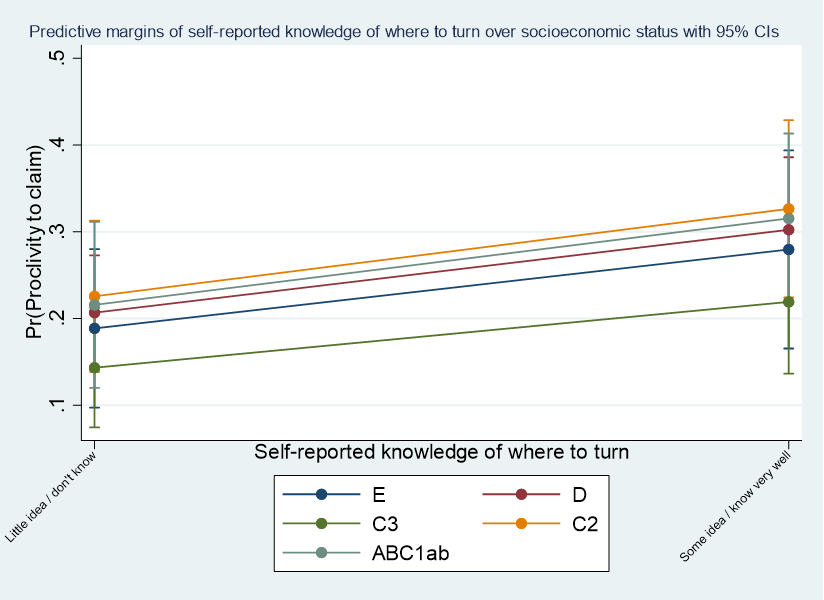 Predictive margins of self-reported knowledge of where to turn over socioeconomic status with 95% CIs
Pr(Proclivity to claim)
.5
.4
.3
.2
.1
Little idea / don't know
Self-reported knowledge of where to turn
Some idea / know very well
E
D
C3
C2
ABC1ab